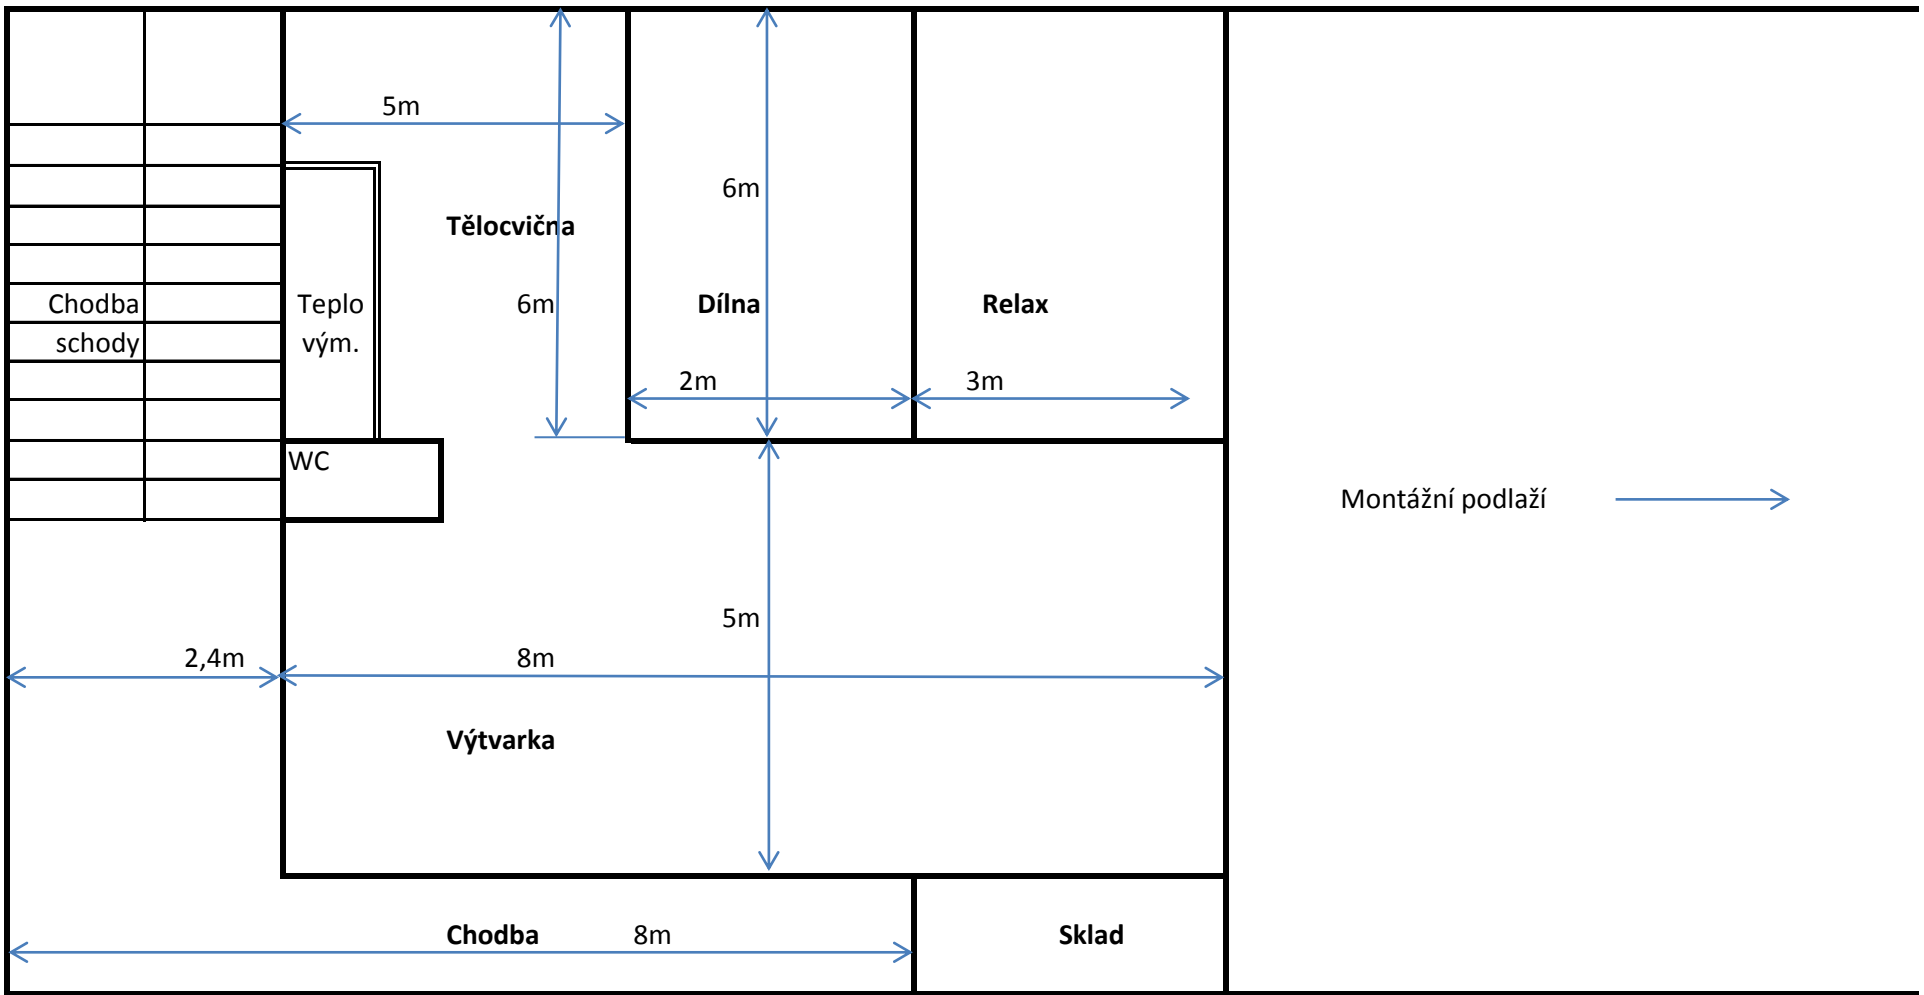 5m
6m
Tělocvična
Chodba
schody
Teplo
vým.
6m
Dílna
Relax
2m
3m
WC
Montážní podlaží
5m
2,4m
8m
Výtvarka
Chodba
8m
Sklad